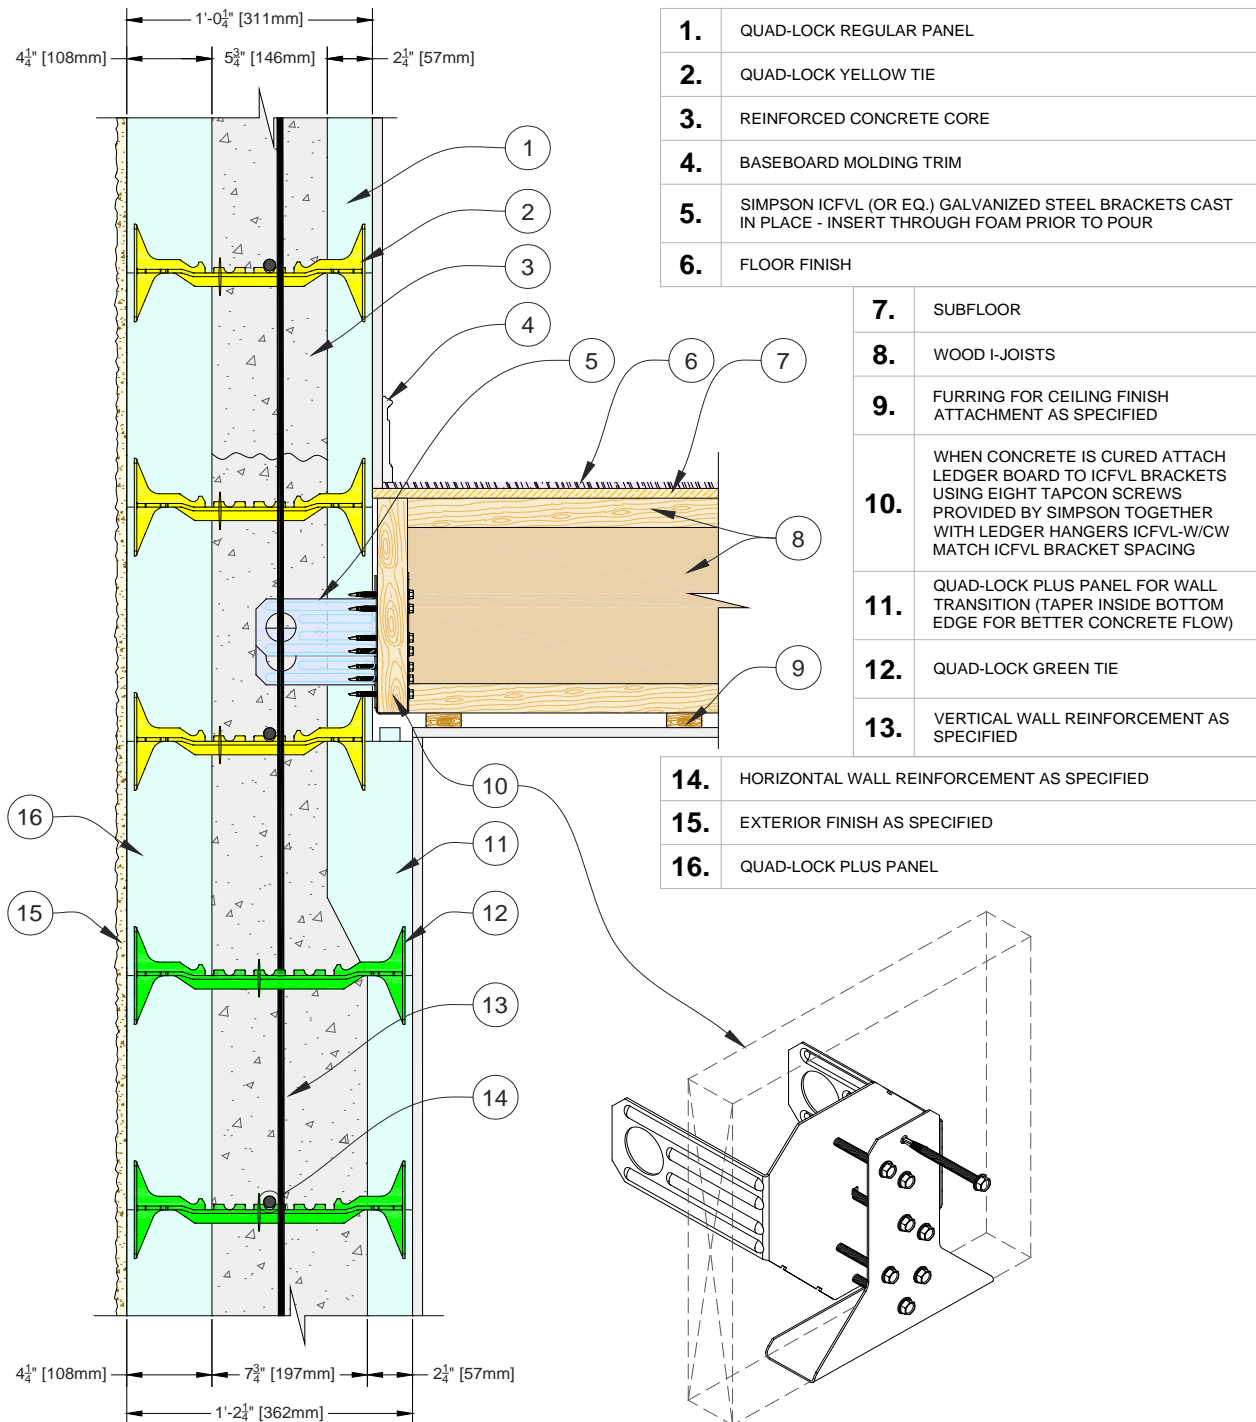 1'-0¼" [311mm]
4¼" [108mm]
5¾" [146mm]
2¼" [57mm]
1
2
3
4
5
6
7
8
9
10
11
12
13
14
15
16
1. QUAD-LOCK REGULAR PANEL
2. QUAD-LOCK YELLOW TIE
3. REINFORCED CONCRETE CORE
4. BASEBOARD MOLDING TRIM
5. SIMPSON ICFVL (OR EQ.) GALVANIZED STEEL BRACKETS CAST
IN PLACE - INSERT THROUGH FOAM PRIOR TO POUR
6. FLOOR FINISH
7. SUBFLOOR
8. WOOD I-JOISTS
9. FURRING FOR CEILING FINISH
ATTACHMENT AS SPECIFIED
10. WHEN CONCRETE IS CURED ATTACH
LEDGER BOARD TO ICFVL BRACKETS
USING EIGHT TAPCON SCREWS
PROVIDED BY SIMPSON TOGETHER
WITH LEDGER HANGERS ICFVL-W/CW
MATCH ICFVL BRACKET SPACING
11. QUAD-LOCK PLUS PANEL FOR WALL
TRANSITION (TAPER INSIDE BOTTOM
EDGE FOR BETTER CONCRETE FLOW)
12. QUAD-LOCK GREEN TIE
13. VERTICAL WALL REINFORCEMENT AS
SPECIFIED
14. HORIZONTAL WALL REINFORCEMENT AS SPECIFIED
15. EXTERIOR FINISH AS SPECIFIED
16. QUAD-LOCK PLUS PANEL
4¼" [108mm]
7¾" [197mm]
2¼" [57mm]
1'-2¼" [362mm]